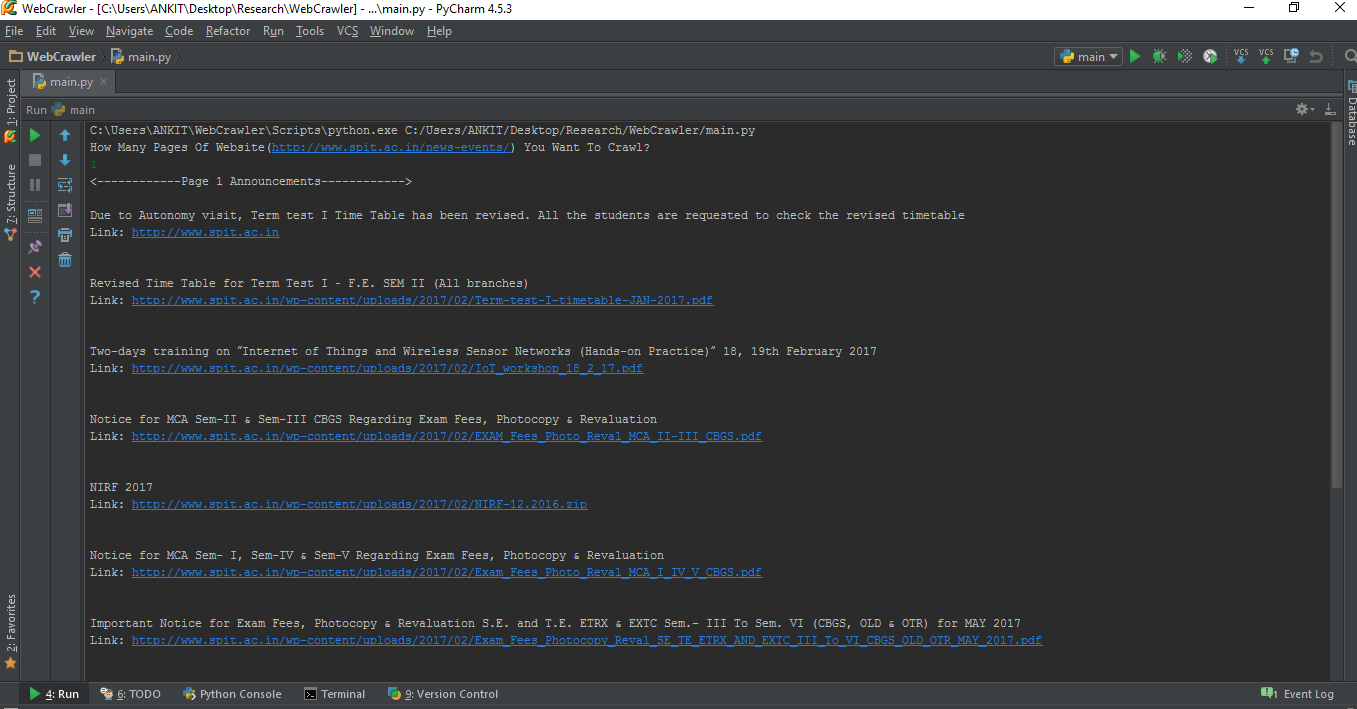 WebCrawler - [C:\Users\ANKIT\Desktop\Research\WebCrawler] - ...\main.py - PyCharm 4.5.3
File Edit View Navigate Code Refactor Run Tools VCS Window Help
WebCrawler main.py
main
VCS VCS
1: Project
7: Structure
2: Favorites
Database
main.py
Run main
C:\Users\ANKIT\WebCrawler\Scripts\python.exe C:/Users/ANKIT/Desktop/Research/WebCrawler/main.py
How Many Pages Of Website(http://www.spit.ac.in/news-events/) You Want To Crawl?
1
<------------Page 1 Announcements------------>
Due to Autonomy visit, Term test I Time Table has been revised. All the students are requested to check the revised timetable
Link: http://www.spit.ac.in
Revised Time Table for Term Test I - F.E. SEM II (All branches)
Link: http://www.spit.ac.in/wp-content/uploads/2017/02/Term-test-I-timetable-JAN-2017.pdf
Two-days training on “Internet of Things and Wireless Sensor Networks (Hands-on Practice)” 18, 19th February 2017
Link: http://www.spit.ac.in/wp-content/uploads/2017/02/IoT_workshop_18_2_17.pdf
Notice for MCA Sem-II & Sem-III CBGS Regarding Exam Fees, Photocopy & Revaluation
Link: http://www.spit.ac.in/wp-content/uploads/2017/02/EXAM_Fees_Photo_Reval_MCA_II-III_CBGS.pdf
NIRF 2017
Link: http://www.spit.ac.in/wp-content/uploads/2017/02/NIRF-12.2016.zip
Notice for MCA Sem- I, Sem-IV & Sem-V Regarding Exam Fees, Photocopy & Revaluation
Link: http://www.spit.ac.in/wp-content/uploads/2017/02/Exam_Fees_Photo_Reval_MCA_I_IV_V_CBGS.pdf
Important Notice for Exam Fees, Photocopy & Revaluation S.E. and T.E. ETRX & EXTC Sem.- III To Sem. VI (CBGS, OLD & OTR) for MAY 2017
Link: http://www.spit.ac.in/wp-content/uploads/2017/02/Exam_Fees_Photocopy_Reval_SE_TE_ETRX_AND_EXTC_III_To_VI_CBGS_OLD_OTR_MAY_2017.pdf
4: Run 6: TODO Python Console Terminal 9: Version Control 1 Event Log